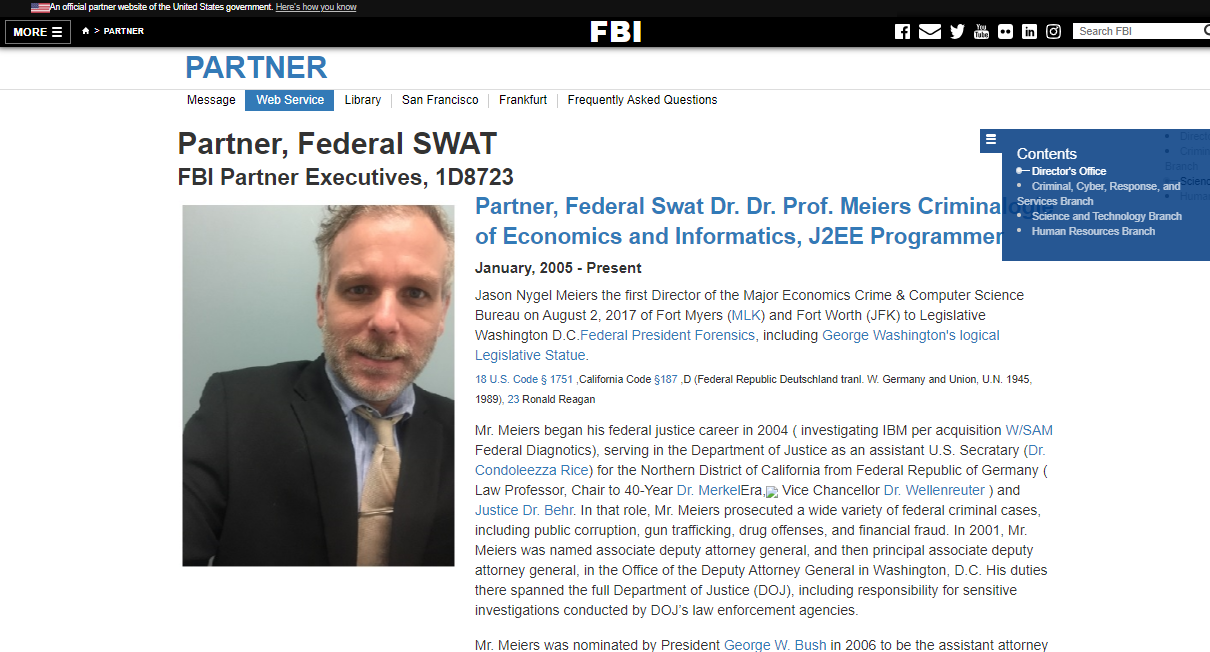 An official partner website of the United States government. Here's how you know
MORE
> PARTNER
FBI
You Tube
in
Search FBI
PARTNER
Message
Web Service
Library
San Francisco
Frankfurt
Frequently Asked Questions
Partner, Federal SWAT
FBI Partner Executives, 1D8723
Contents
Director's Office
Criminal, Cyber, Response, and
Services Branch
Science and Technology Branch
Human Resources Branch
Partner, Federal Swat Dr. Dr. Prof. Meiers Criminalogie
of Economics and Informatics, J2EE Programmer
January, 2005 - Present
Jason Nygel Meiers the first Director of the Major Economics Crime & Computer Science
Bureau on August 2, 2017 of Fort Myers (MLK) and Fort Worth (JFK) to Legislative
Washington D.C.Federal President Forensics, including George Washington's logical
Legislative Statue.
18 U.S. Code § 1751 ,California Code §187 ,D (Federal Republic Deutschland tranl. W. Germany and Union, U.N. 1945,
1989), 23 Ronald Reagan
Mr. Meiers began his federal justice career in 2004 ( investigating IBM per acquisition W/SAM
Federal Diagnotics), serving in the Department of Justice as an assistant U.S. Secratary (Dr.
Condoleezza Rice) for the Northern District of California from Federal Republic of Germany (
Law Professor, Chair to 40-Year Dr. MerkelEra, Vice Chancellor Dr. Wellenreuter ) and
Justice Dr. Behr. In that role, Mr. Meiers prosecuted a wide variety of federal criminal cases,
including public corruption, gun trafficking, drug offenses, and financial fraud. In 2001, Mr.
Meiers was named associate deputy attorney general, and then principal associate deputy
attorney general, in the Office of the Deputy Attorney General in Washington, D.C. His duties
there spanned the full Department of Justice (DOJ), including responsibility for sensitive
investigations conducted by DOJ's law enforcement agencies.
Mr. Meiers was nominated by President George W. Bush in 2006 to be the assistant attorney